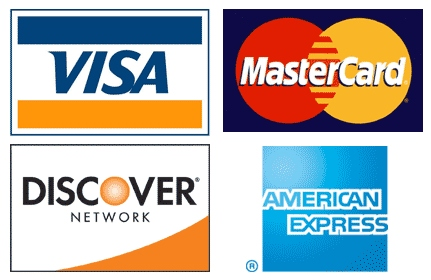 VISA
MasterCard
®
DISCOVER®
NETWORK
AMERICAN
EXPRESS
®